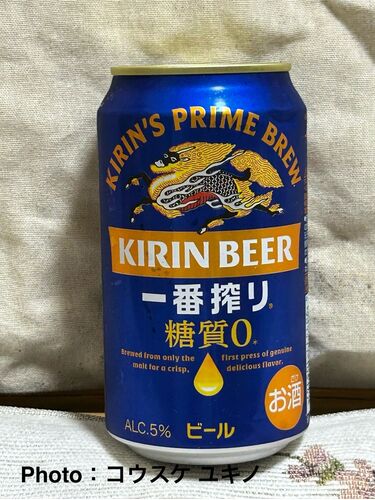 KIRIN'S PRIME BREW
KIRIN BEER
一番搾り®
糖質0*
Brewed from only the first press of genuine
malt for a crisp, delicious flavor.
お酒
ALC.5% ビール
Photo：コウスケ ユキノ